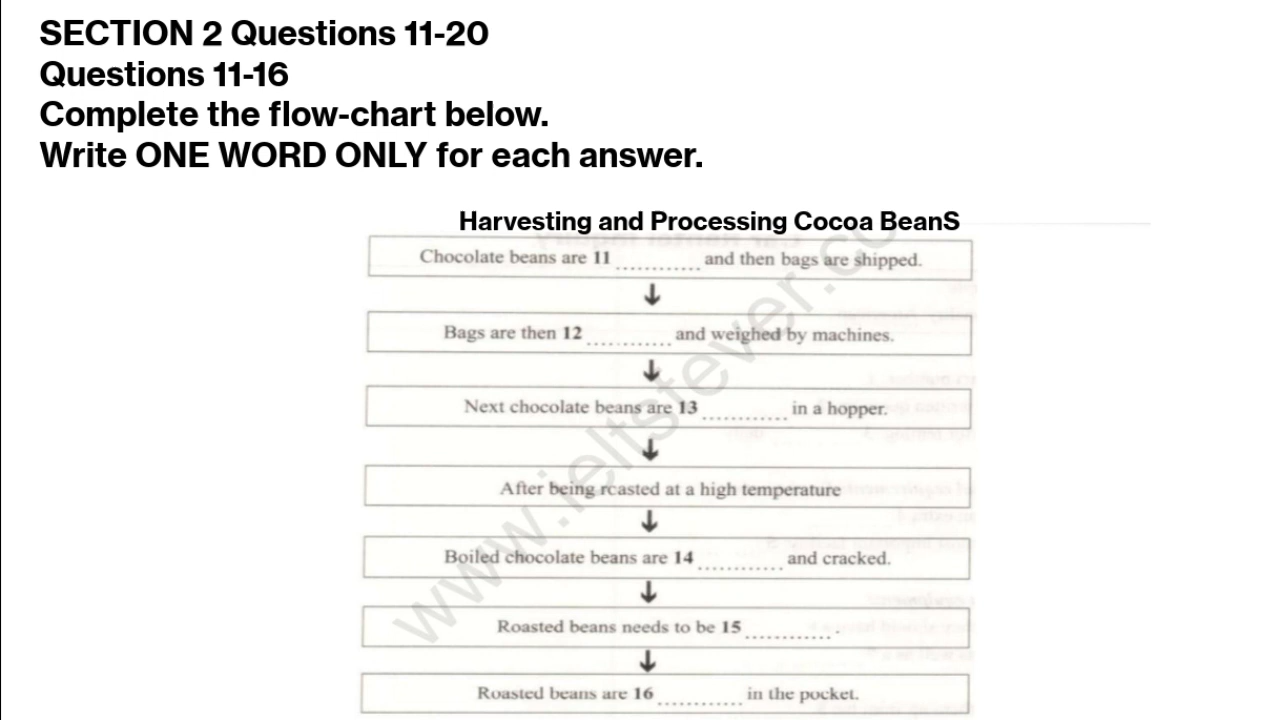 SECTION 2 Questions 11-20
Questions 11-16
Complete the flow-chart below.
Write ONE WORD ONLY for each answer.
Harvesting and Processing Cocoa BeanS
Chocolate beans are 11 ............ and then bags are shipped.
↓
Bags are then 12 ............ and weighed by machines.
↓
Next chocolate beans are 13 ............ in a hopper.
↓
After being roasted at a high temperature
↓
Boiled chocolate beans are 14 ............ and cracked.
↓
Roasted beans needs to be 15 ............ .
↓
Roasted beans are 16 ............ in the pocket.
www.ieltsfever.co